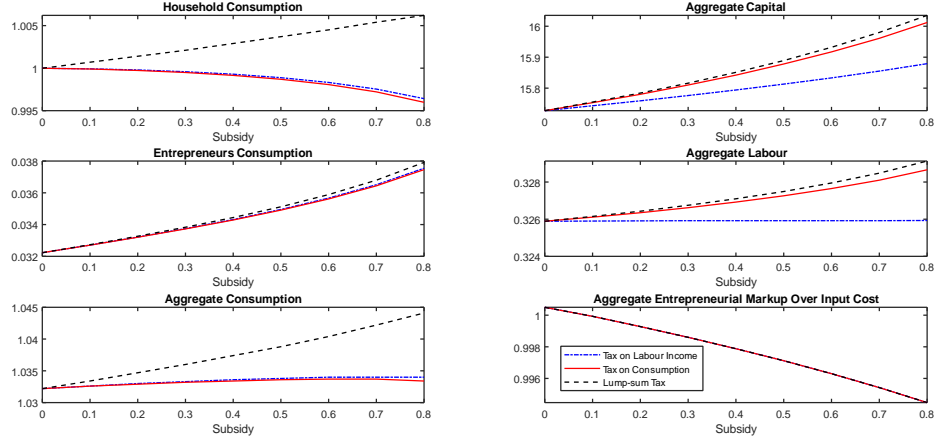 Household Consumption
1.005
1
0.995
0 0.1 0.2 0.3 0.4 0.5 0.6 0.7 0.8
Subsidy
Aggregate Capital
16
15.9
15.8
0 0.1 0.2 0.3 0.4 0.5 0.6 0.7 0.8
Subsidy
Entrepreneurs Consumption
0.038
0.036
0.034
0.032
0 0.1 0.2 0.3 0.4 0.5 0.6 0.7 0.8
Subsidy
Aggregate Labour
0.328
0.326
0.324
0 0.1 0.2 0.3 0.4 0.5 0.6 0.7 0.8
Subsidy
Aggregate Consumption
1.045
1.04
1.035
1.03
0 0.1 0.2 0.3 0.4 0.5 0.6 0.7 0.8
Subsidy
Aggregate Entrepreneurial Markup Over Input Cost
1
0.998
0.996
Tax on Labour Income
Tax on Consumption
Lump-sum Tax
0 0.1 0.2 0.3 0.4 0.5 0.6 0.7 0.8
Subsidy